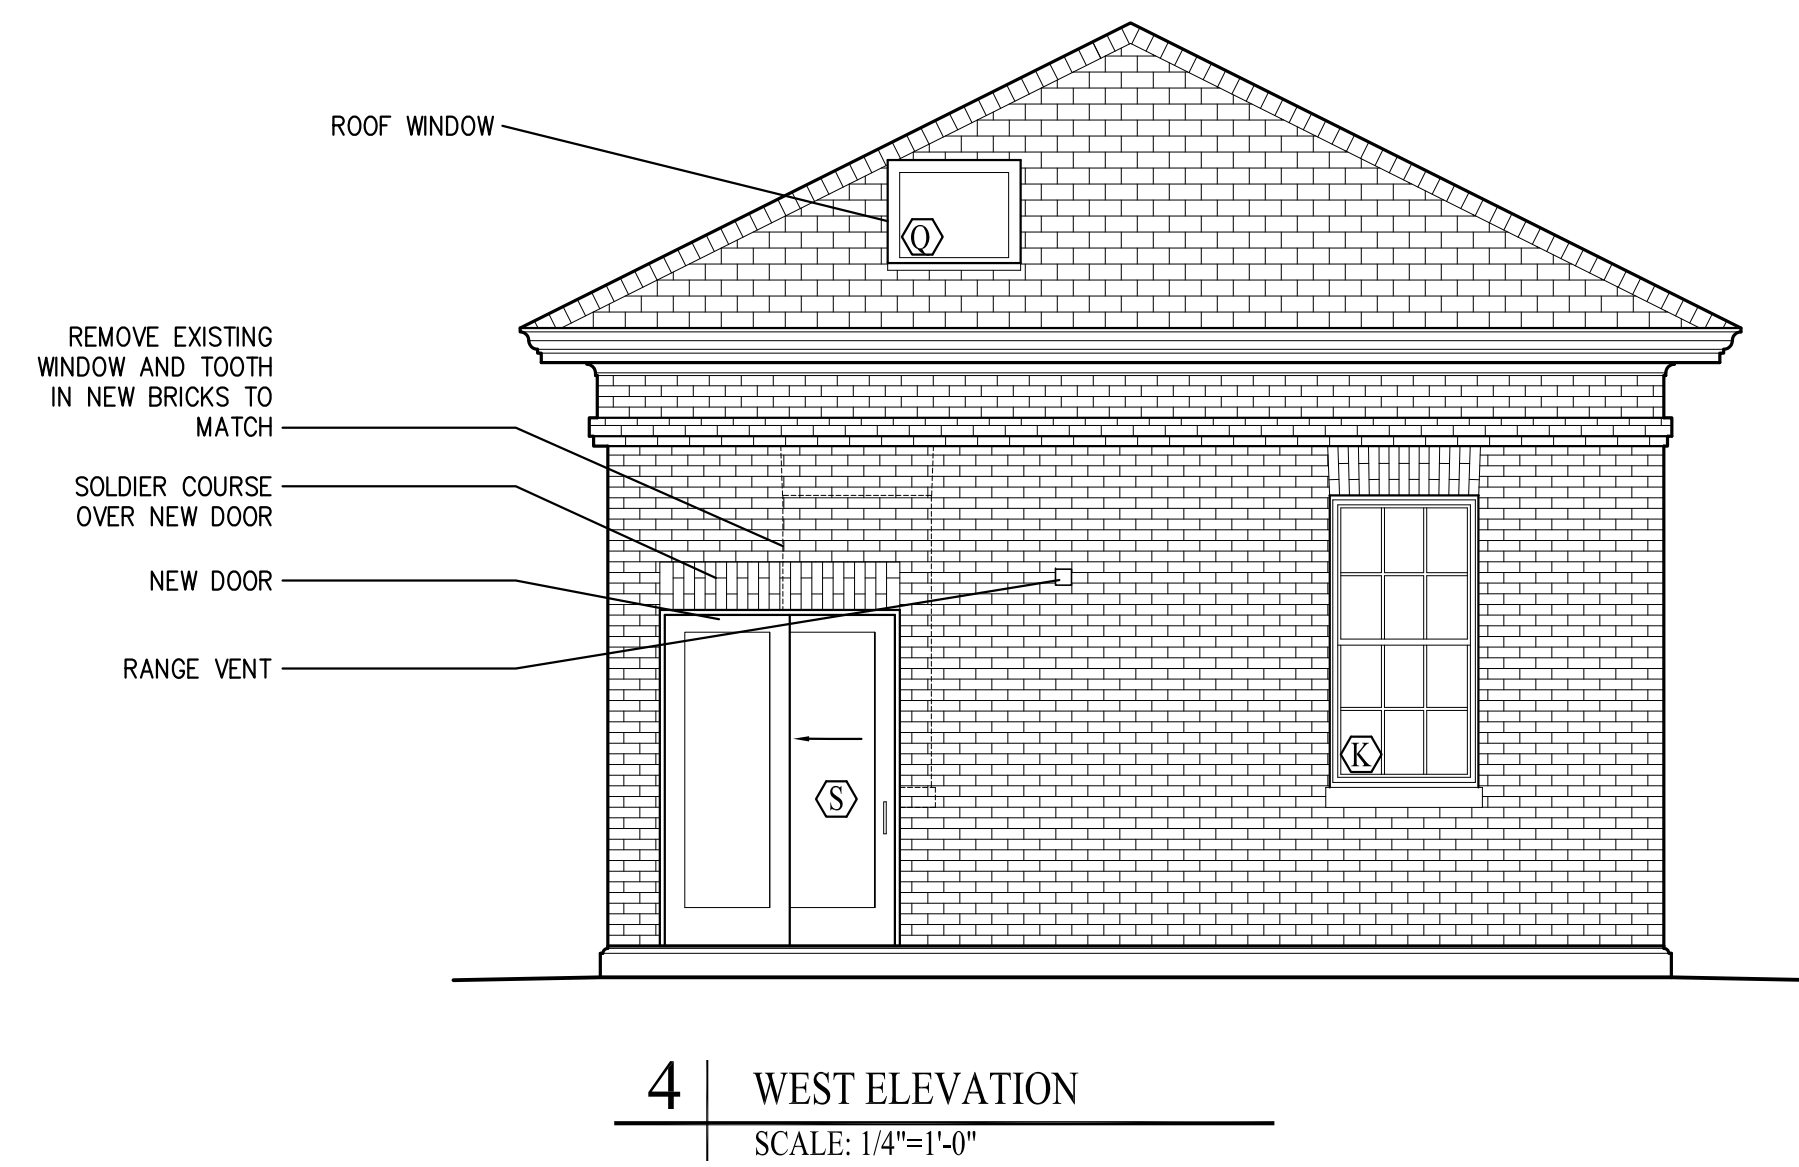 ROOF WINDOW
Q
REMOVE EXISTING
WINDOW AND TOOTH
IN NEW BRICKS TO
MATCH
SOLDIER COURSE
OVER NEW DOOR
NEW DOOR
RANGE VENT
K
S
4
WEST ELEVATION
SCALE: 1/4"=1'-0"